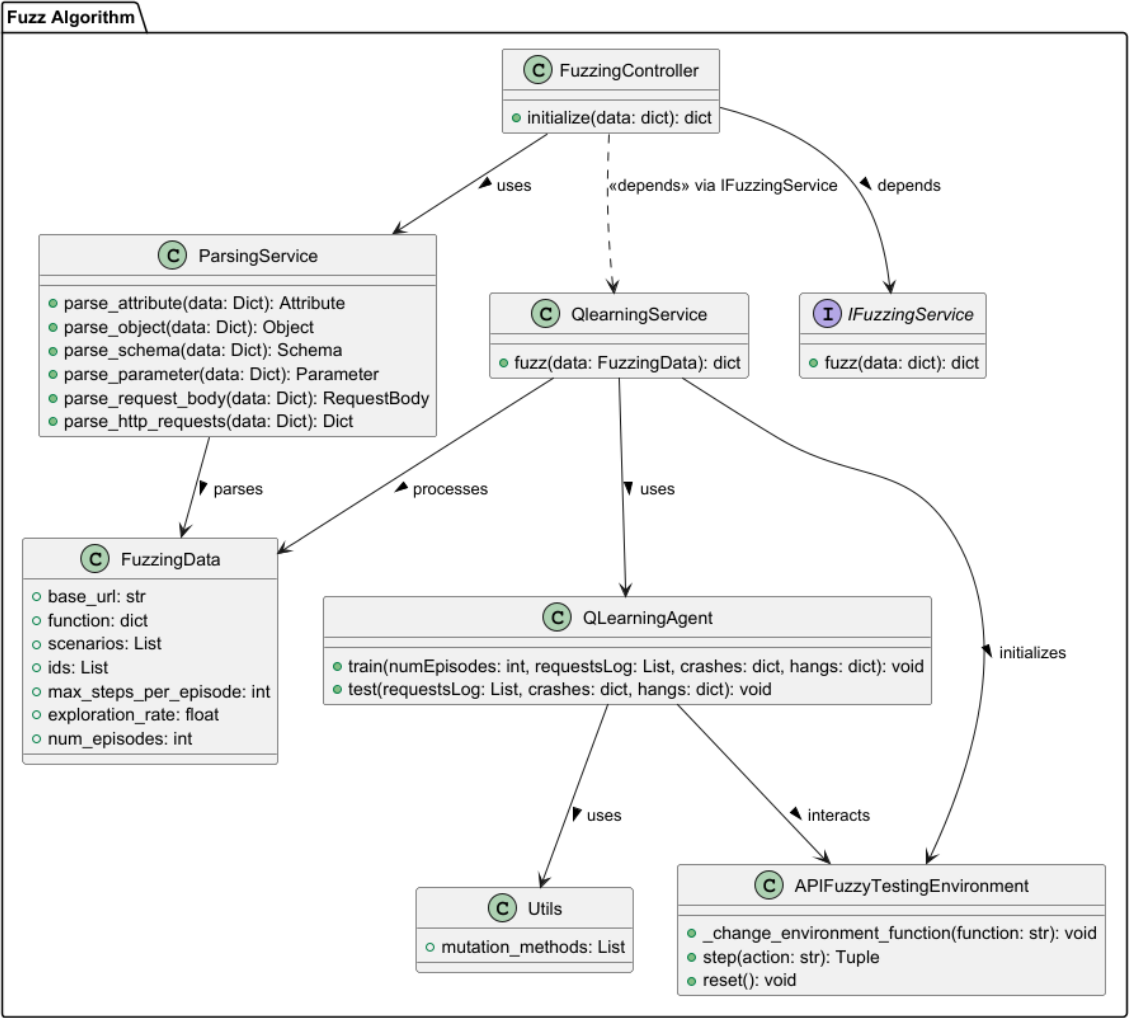 Fuzz Algorithm
C FuzzingController
initialize(data: dict): dict
uses
«depends» via IFuzzingService
depends
C ParsingService
parse_attribute(data: Dict): Attribute
parse_object(data: Dict): Object
parse_schema(data: Dict): Schema
parse_parameter(data: Dict): Parameter
parse_request_body(data: Dict): RequestBody
parse_http_requests(data: Dict): Dict
C QlearningService
fuzz(data: FuzzingData): dict
I IFuzzingService
fuzz(data: dict): dict
parses
processes
uses
initializes
C FuzzingData
base_url: str
function: dict
scenarios: List
ids: List
max_steps_per_episode: int
exploration_rate: float
num_episodes: int
C QLearningAgent
train(numEpisodes: int, requestsLog: List, crashes: dict, hangs: dict): void
test(requestsLog: List, crashes: dict, hangs: dict): void
uses
interacts
C Utils
mutation_methods: List
C APIFuzzyTestingEnvironment
_change_environment_function(function: str): void
step(action: str): Tuple
reset(): void